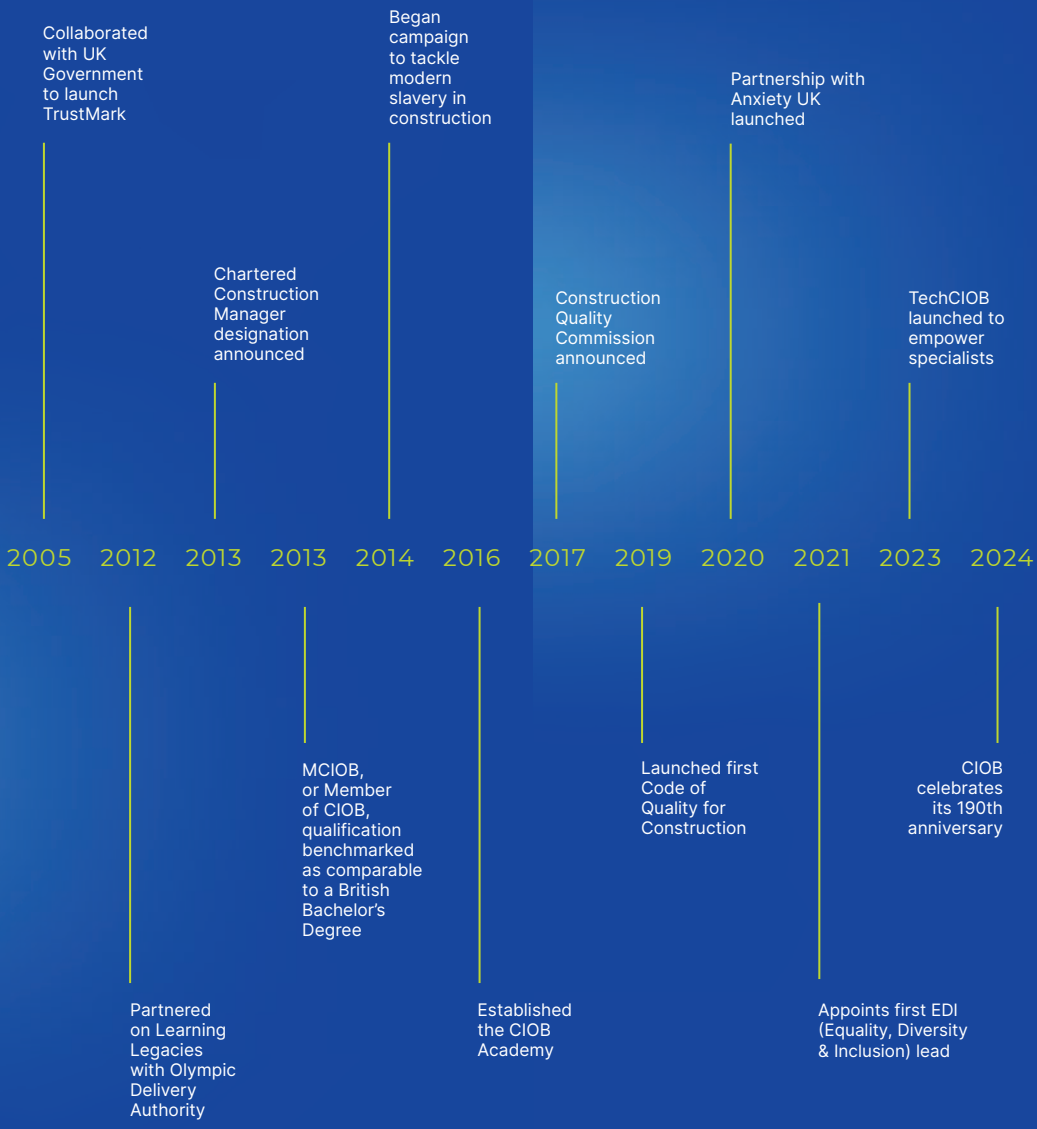 Collaborated
with UK
Government
to launch
TrustMark
Began
campaign
to tackle
modern
slavery in
construction
Partnership with
Anxiety UK
launched
Chartered
Construction
Manager
designation
announced
Construction
Quality
Commission
announced
TechCIOB
launched to
empower
specialists
2005 2012 2013 2013 2014 2016 2017 2019 2020 2021 2023 2024
MCIOB,
or Member
of CIOB,
qualification
benchmarked
as comparable
to a British
Bachelor’s
Degree
Launched first
Code of
Quality for
Construction
CIOB
celebrates
its 190th
anniversary
Partnered
on Learning
Legacies
with Olympic
Delivery
Authority
Established
the CIOB
Academy
Appoints first EDI
(Equality, Diversity
& Inclusion) lead